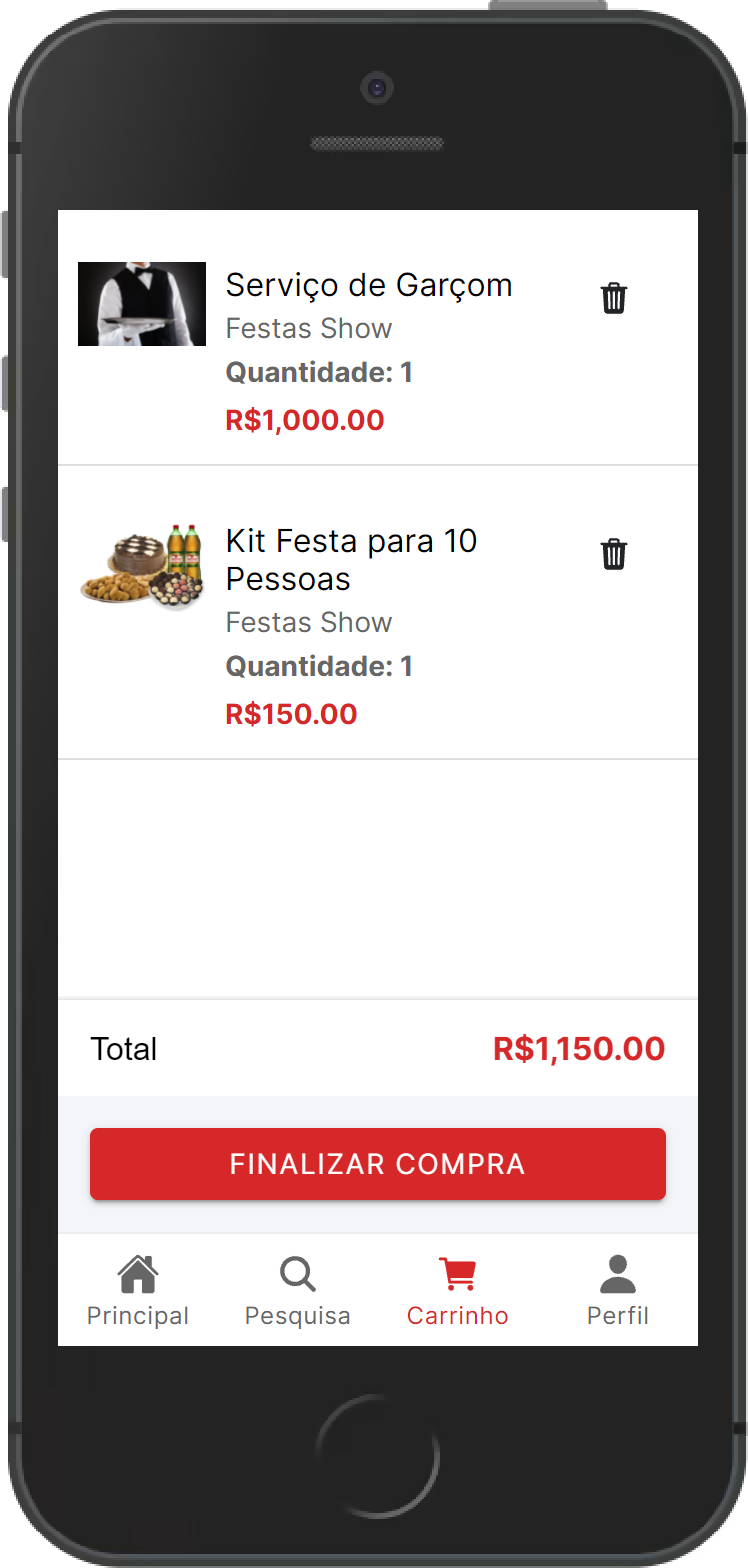 Serviço de Garçom
Festas Show
Quantidade: 1
R$1,000.00
Kit Festa para 10
Pessoas
Festas Show
Quantidade: 1
R$150.00
Total
R$1,150.00
FINALIZAR COMPRA
Principal
Pesquisa
Carrinho
Perfil